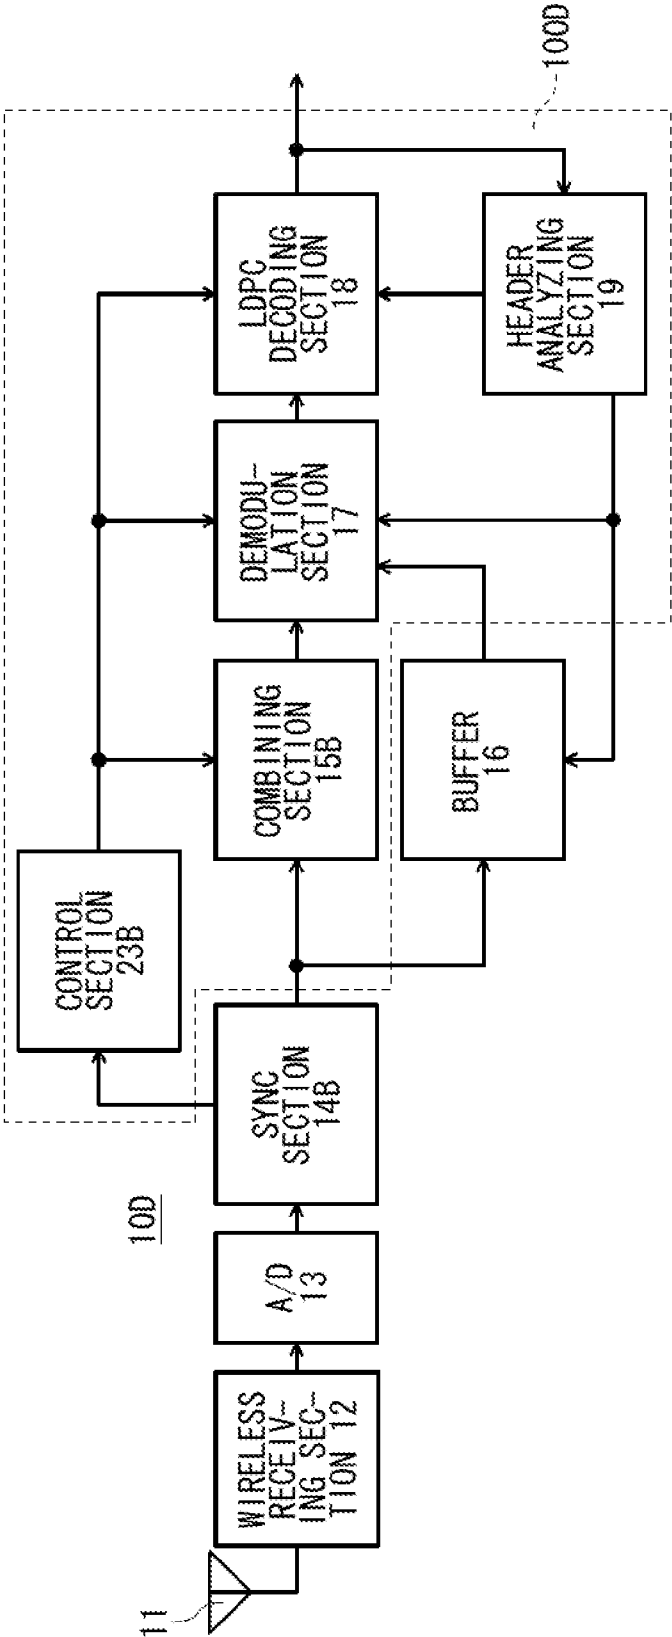 10D
100D
11
WIRELESS
RECEIV-
ING SEC-
TION 12
A/D
13
SYNC
SECTION
14B
CONTROL
SECTION
23B
COMBINING
SECTION
15B
BUFFER
16
DEMODU-
LATION
SECTION
17
LDPC
DECODING
SECTION
18
HEADER
ANALYZING
SECTION
19